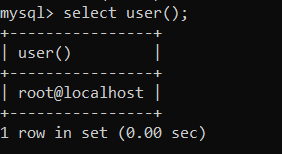 mysql> select user();
+----------------+
| user()         |
+----------------+
| root@localhost |
+----------------+
1 row in set (0.00 sec)